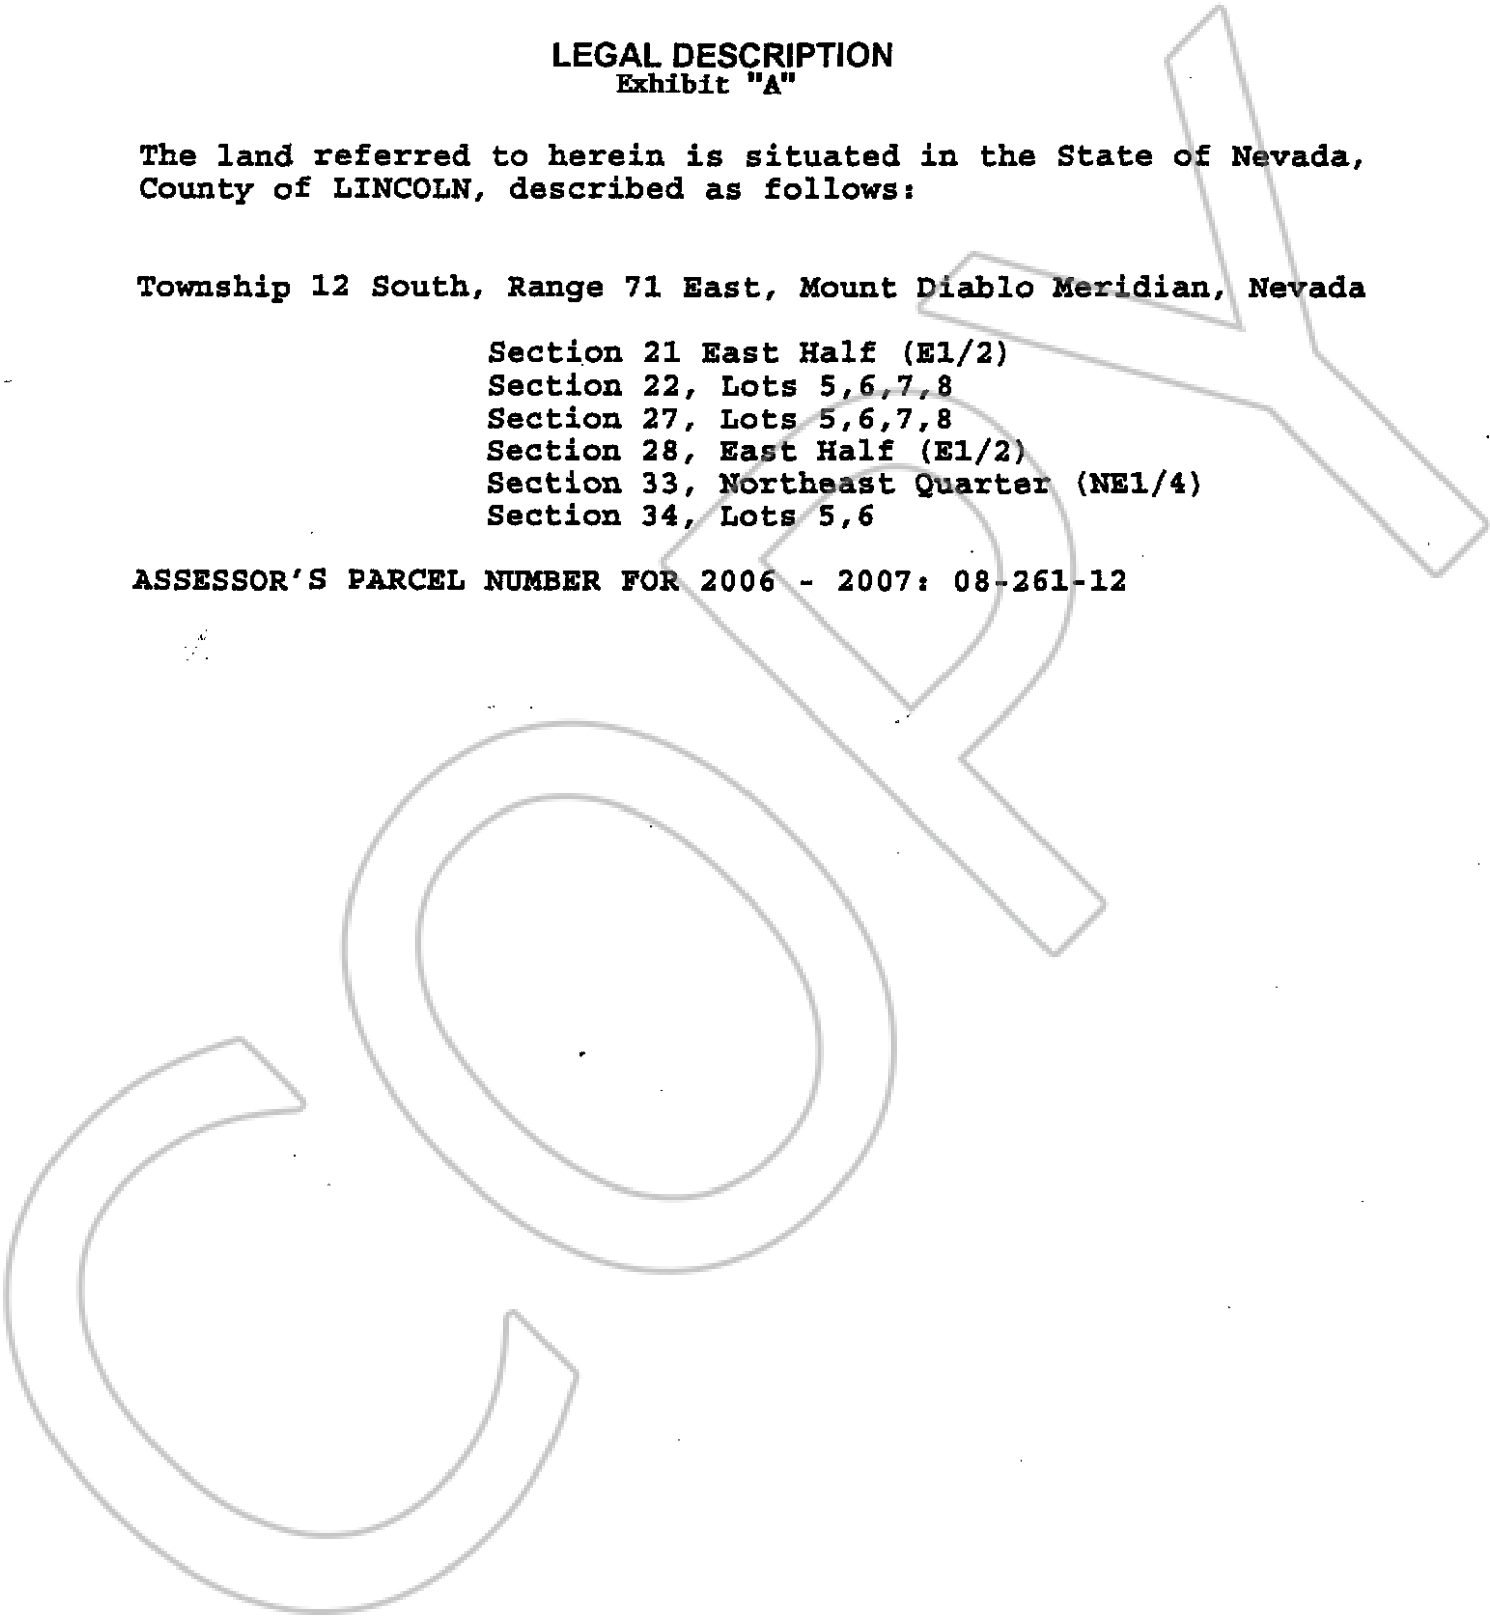 LEGAL DESCRIPTION
Exhibit "A"
The land referred to herein is situated in the State of Nevada,
County of LINCOLN, described as follows:
Township 12 South, Range 71 East, Mount Diablo Meridian, Nevada
Section 21 East Half (E1/2)
Section 22, Lots 5,6,7,8
Section 27, Lots 5,6,7,8
Section 28, East Half (E1/2)
Section 33, Northeast Quarter (NE1/4)
Section 34, Lots 5,6
ASSESSOR'S PARCEL NUMBER FOR 2006 - 2007: 08-261-12
COPY